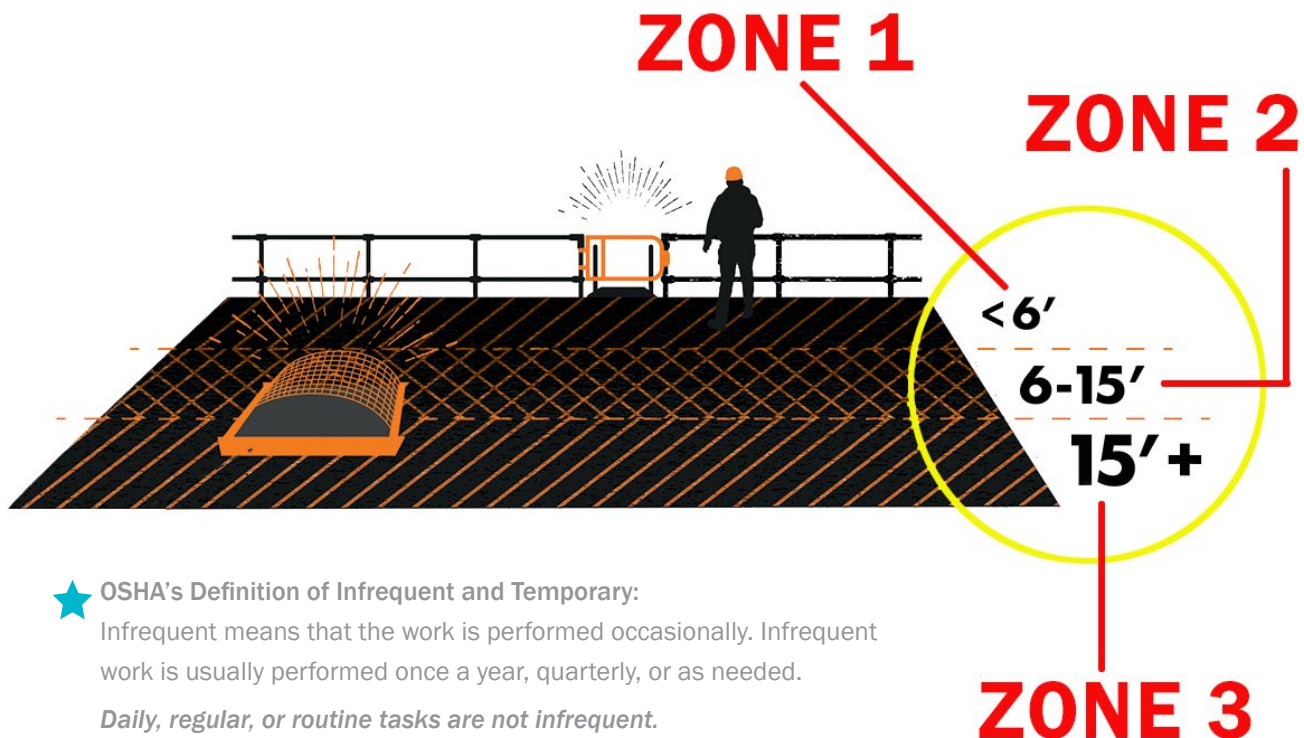 ZONE 1
ZONE 2
<6′
6-15′
15′+
OSHA’s Definition of Infrequent and Temporary:
Infrequent means that the work is performed occasionally. Infrequent
work is usually performed once a year, quarterly, or as needed.
Daily, regular, or routine tasks are not infrequent.
ZONE 3